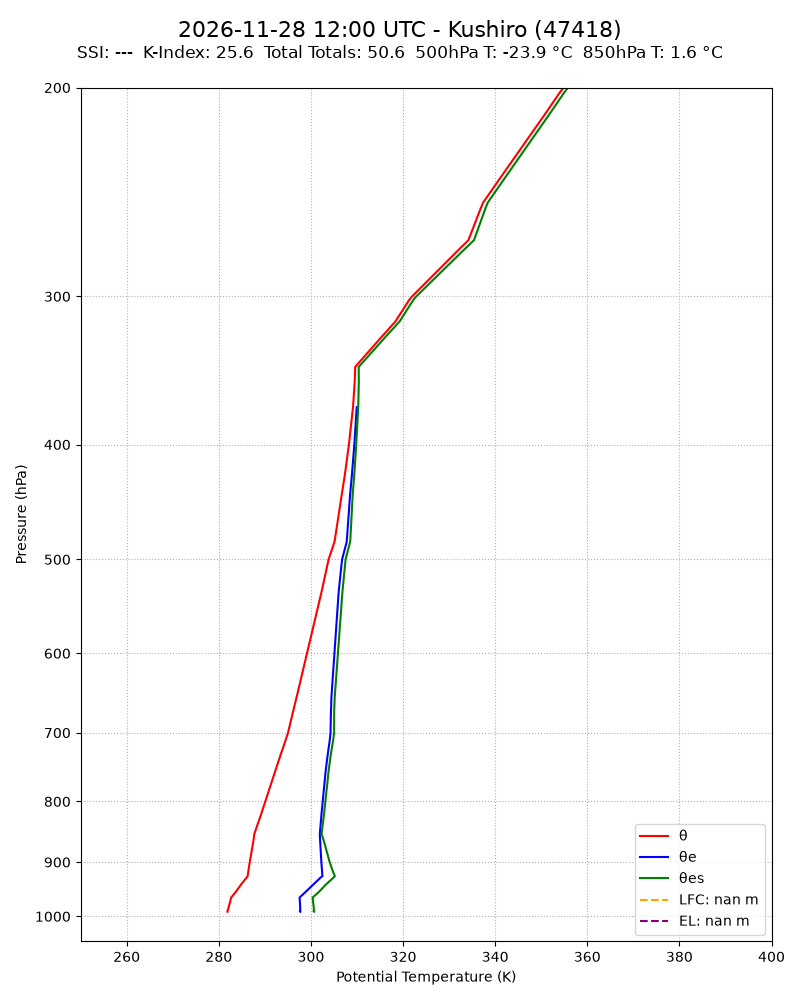 2026-11-28 12:00 UTC - Kushiro (47418)
SSI: ---  K-Index: 25.6  Total Totals: 50.6  500hPa T: -23.9 °C  850hPa T: 1.6 °C
Pressure (hPa)
200
300
400
500
600
700
800
900
1000
θ
θe
θes
LFC: nan m
EL: nan m
260 280 300 320 340 360 380 400
Potential Temperature (K)